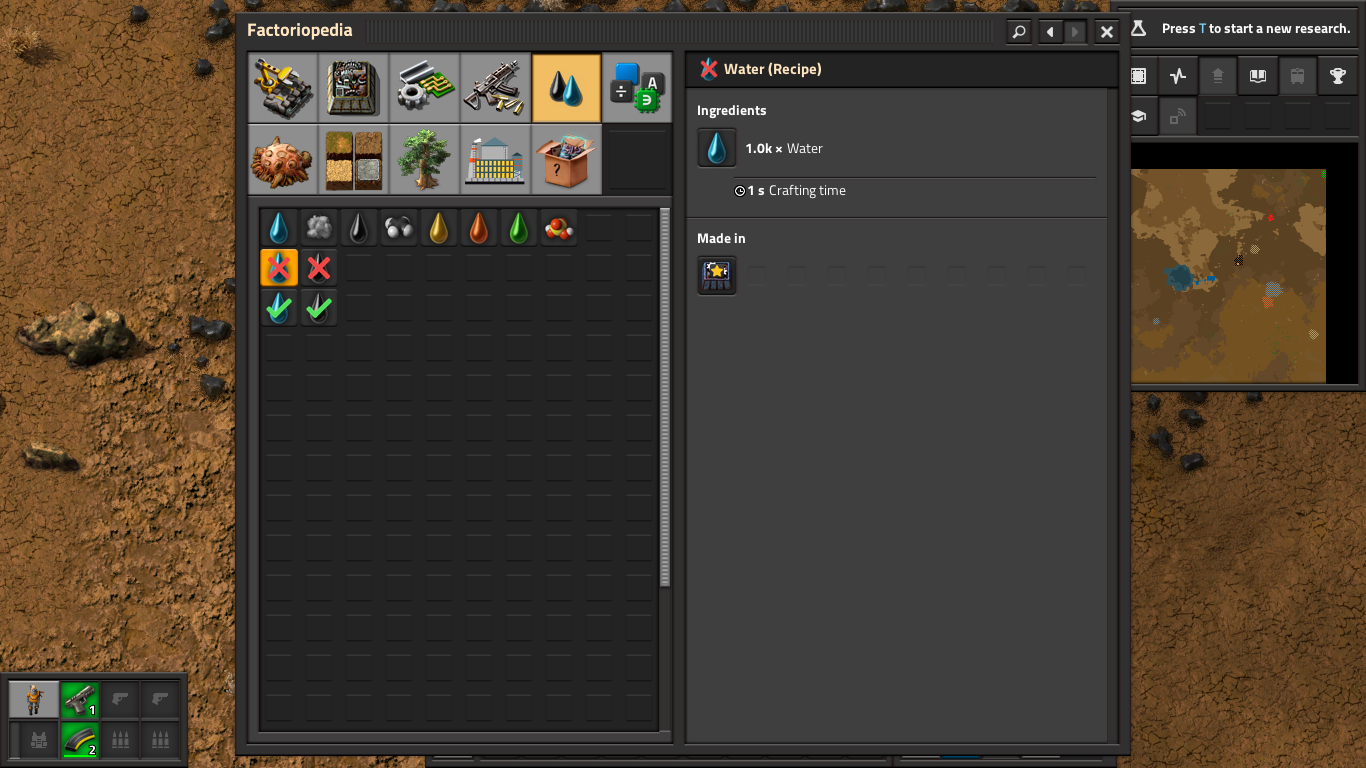 Factoriopedia
Press T to start a new research.
÷
A
?
Water (Recipe)
Ingredients
1.0k × Water
1 s Crafting time
Made in
1
2